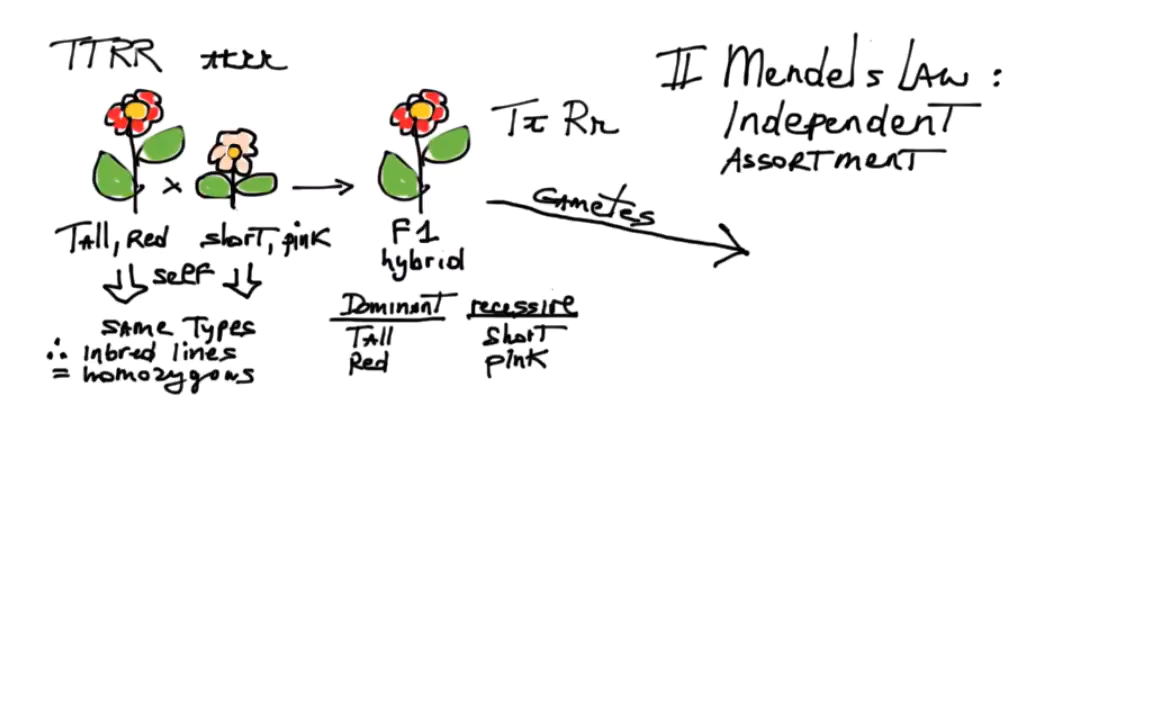 TTRR ttrr
II Mendel's Law:
Independent
Assortment
Tt Rr
Gametes
x
Tall, Red short, pink
self
same Types
∴ Inbred lines
= homozygous
F1
hybrid
Dominant recessive
Tall short
Red pink